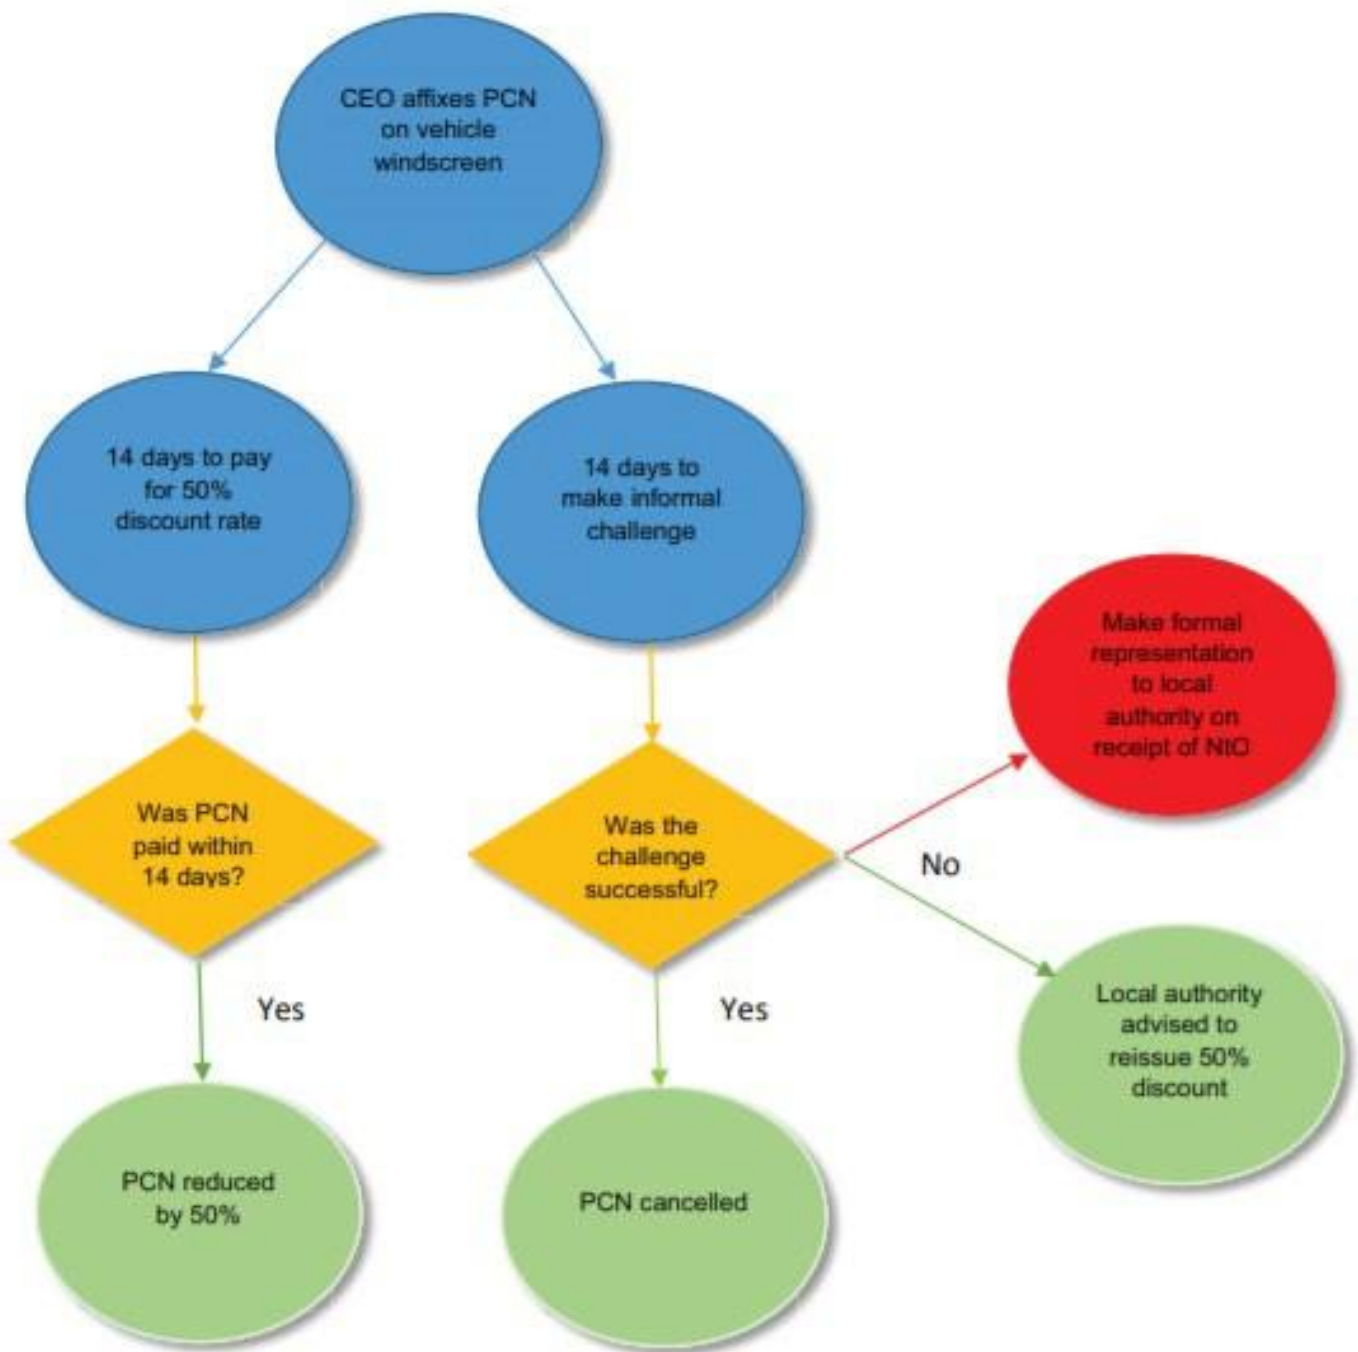 CEO affixes PCN
on vehicle
windscreen
14 days to pay
for 50%
discount rate
14 days to
make informal
challenge
Make formal
representation
to local
authority on
receipt of NtO
Was PCN
paid within
14 days?
Was the
challenge
successful?
No
Yes
Yes
Local authority
advised to
reissue 50%
discount
PCN reduced
by 50%
PCN cancelled